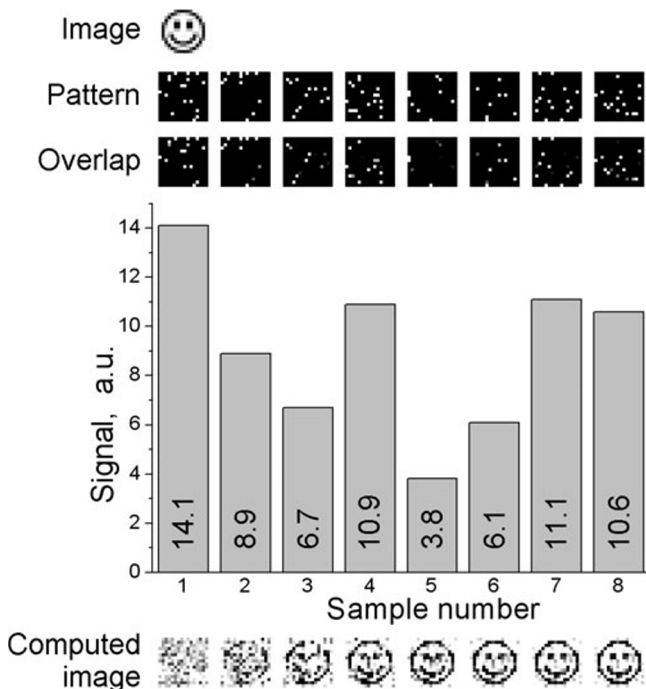 Image
Pattern
Overlap
14
12
10
8
6
4
2
0
Signal, a.u.
14.1 8.9 6.7 10.9 3.8 6.1 11.1 10.6
1 2 3 4 5 6 7 8
Sample number
Computed
image